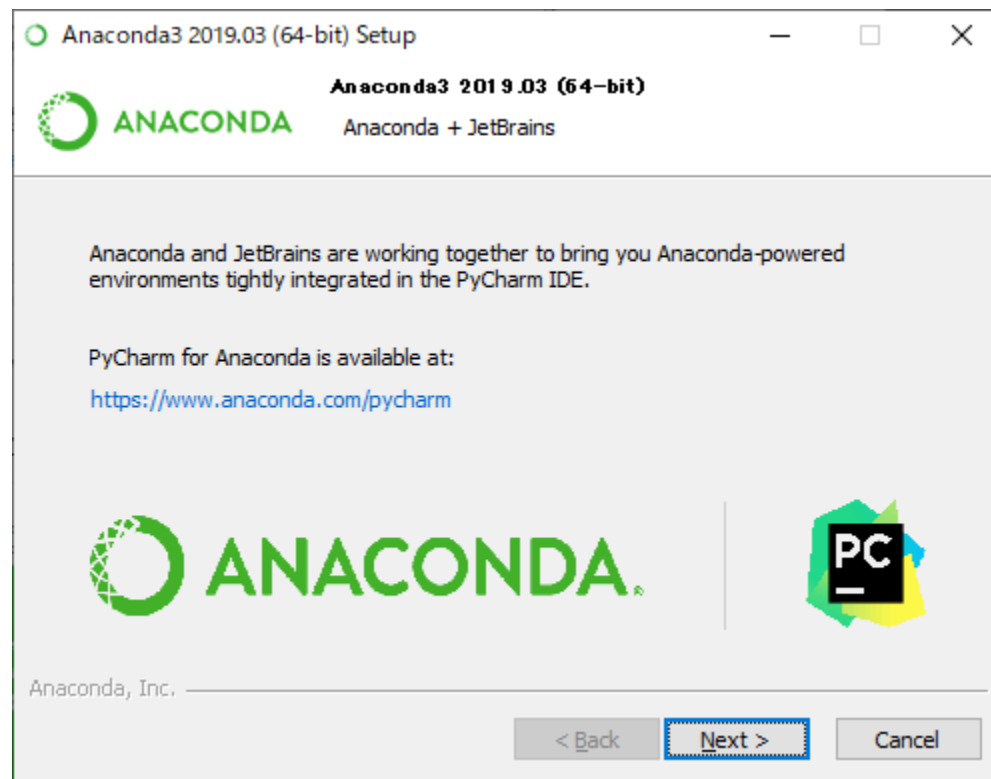 Anaconda3 2019.03 (64-bit) Setup
Anaconda3 2019.03 (64-bit)
ANACONDA
Anaconda + JetBrains
Anaconda and JetBrains are working together to bring you Anaconda-powered
environments tightly integrated in the PyCharm IDE.
PyCharm for Anaconda is available at:
https://www.anaconda.com/pycharm
ANACONDA®
PC
Anaconda, Inc.
< Back
Next >
Cancel